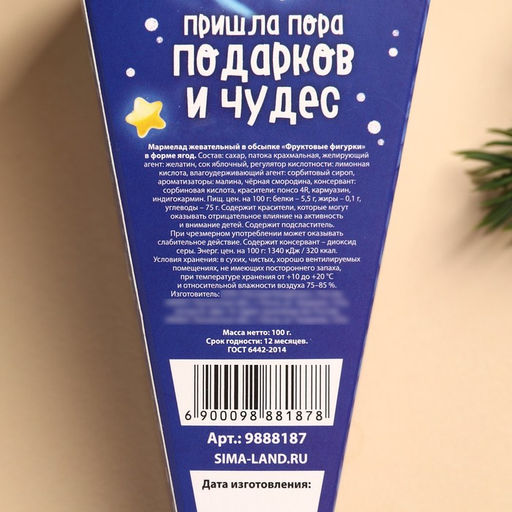 ПРИШЛА ПОРА
ПОДАРКОВ
И ЧУДЕС
Мармелад жевательный в обсыпке «Фруктовые фигурки»
в форме ягод. Состав: сахар, патока крахмальная, желирующий
агент: желатин, сок яблочный, регулятор кислотности: лимонная
кислота, влагоудерживающий агент: сорбитовый сироп,
ароматизаторы: малина, чёрная смородина, консервант:
сорбиновая кислота, красители: понсо 4R, кармуазин,
индигокармин. Пищ. цен. на 100 г: белки – 5,5 г, жиры – 0,1 г,
углеводы – 75 г. Содержит красители, которые могут
оказывать отрицательное влияние на активность
и внимание детей. Содержит подсластитель.
При чрезмерном употреблении может оказывать
слабительное действие. Содержит консервант – диоксид
серы. Энерг. цен. на 100 г: 1340 кДж / 320 ккал.
Условия хранения: в сухих, чистых, хорошо вентилируемых
помещениях, не имеющих постороннего запаха,
при температуре хранения от +10 до +20 °С
и относительной влажности воздуха 75–85 %.
Изготовитель:
Масса нетто: 100 г.
Срок годности: 12 месяцев.
ГОСТ 6442-2014
6 900098 881878
Арт.: 9888187
SIMA-LAND.RU
Дата изготовления: